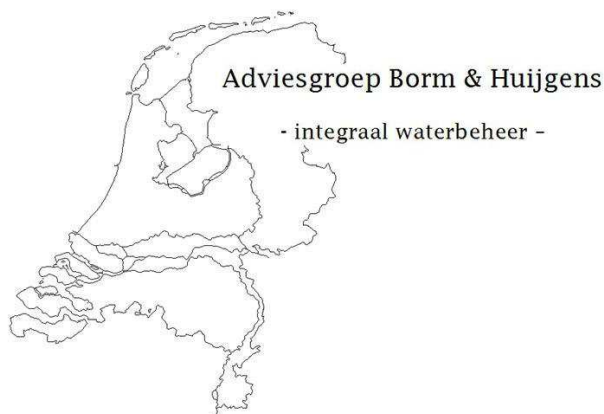 Adviesgroep Borm & Huijgens
- integraal waterbeheer –